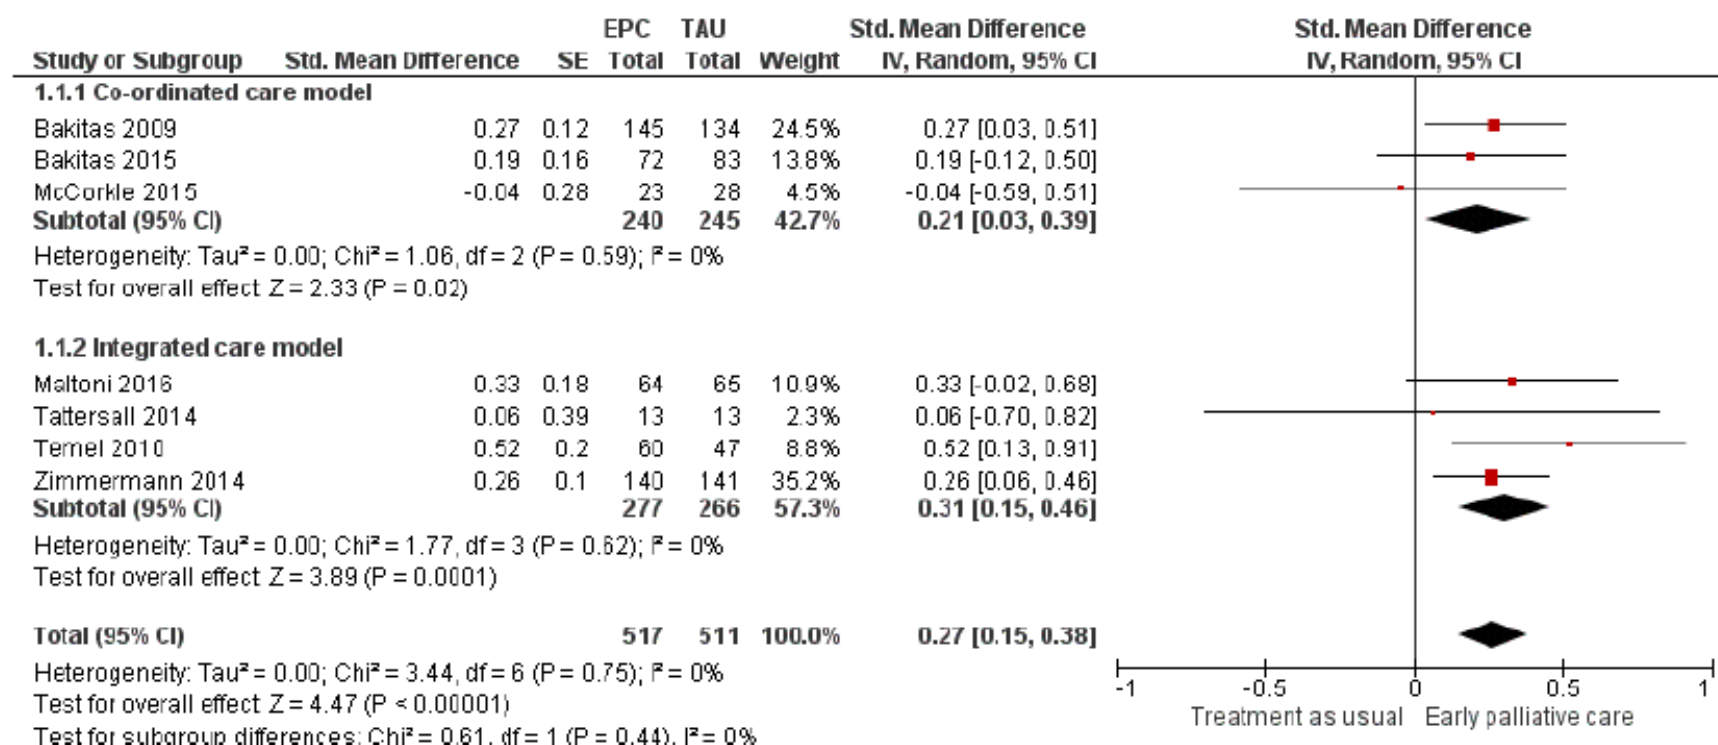 EPC TAU Std. Mean Difference Std. Mean Difference
Study or Subgroup Std. Mean Difference SE Total Total Weight IV, Random, 95% CI IV, Random, 95% CI
1.1.1 Co-ordinated care model
Bakitas 2009 0.27 0.12 145 134 24.5% 0.27 [0.03, 0.51]
Bakitas 2015 0.19 0.16 72 83 13.8% 0.19 [-0.12, 0.50]
McCorkle 2015 -0.04 0.28 23 28 4.5% -0.04 [-0.59, 0.51]
Subtotal (95% CI) 240 245 42.7% 0.21 [0.03, 0.39]
Heterogeneity: Tau² = 0.00; Chi² = 1.06, df = 2 (P = 0.59); I² = 0%
Test for overall effect: Z = 2.33 (P = 0.02)
1.1.2 Integrated care model
Maltoni 2016 0.33 0.18 64 65 10.9% 0.33 [-0.02, 0.68]
Tattersall 2014 0.06 0.39 13 13 2.3% 0.06 [-0.70, 0.82]
Temel 2010 0.52 0.2 60 47 8.8% 0.52 [0.13, 0.91]
Zimmermann 2014 0.26 0.1 140 141 35.2% 0.26 [0.06, 0.46]
Subtotal (95% CI) 277 266 57.3% 0.31 [0.15, 0.46]
Heterogeneity: Tau² = 0.00; Chi² = 1.77, df = 3 (P = 0.62); I² = 0%
Test for overall effect: Z = 3.89 (P = 0.0001)
Total (95% CI) 517 511 100.0% 0.27 [0.15, 0.38]
Heterogeneity: Tau² = 0.00; Chi² = 3.44, df = 6 (P = 0.75); I² = 0%
Test for overall effect: Z = 4.47 (P < 0.00001)
Test for subgroup differences: Chi² = 0.61, df = 1 (P = 0.44), I² = 0%
-1 -0.5 0 0.5 1
Treatment as usual Early palliative care